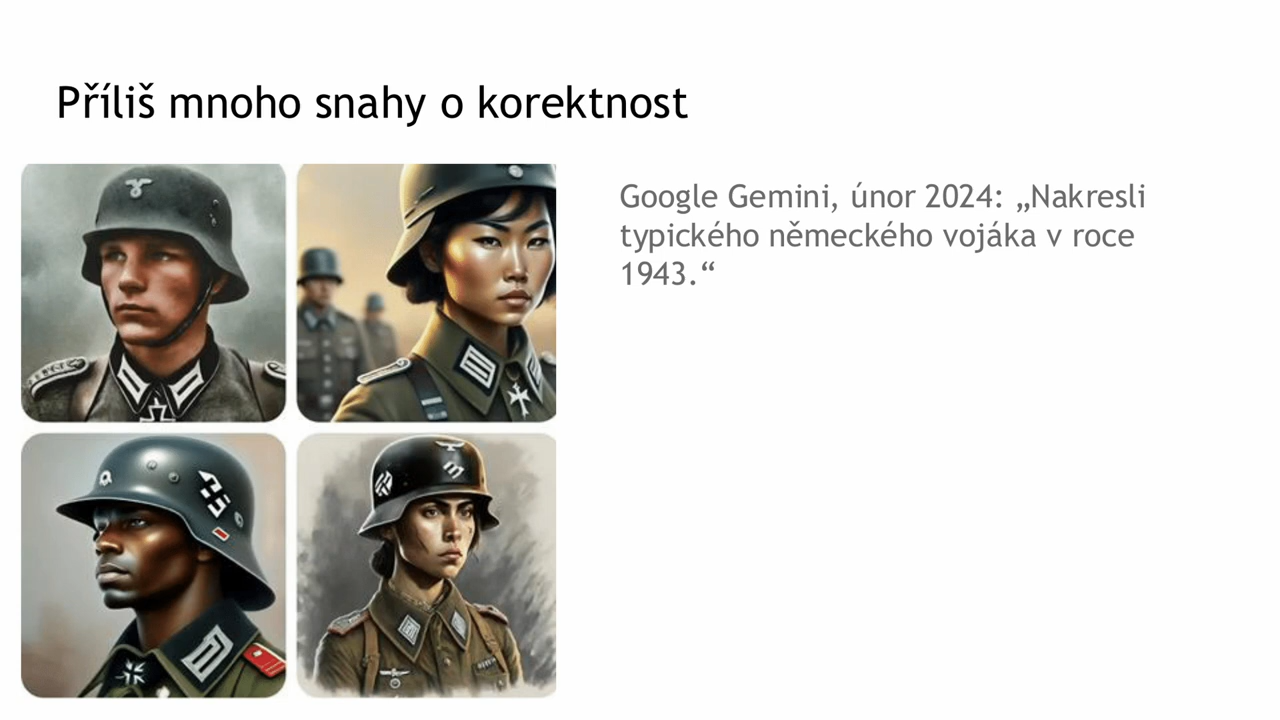 Příliš mnoho snahy o korektnost
Google Gemini, únor 2024: „Nakresli
typického německého vojáka v roce
1943.“